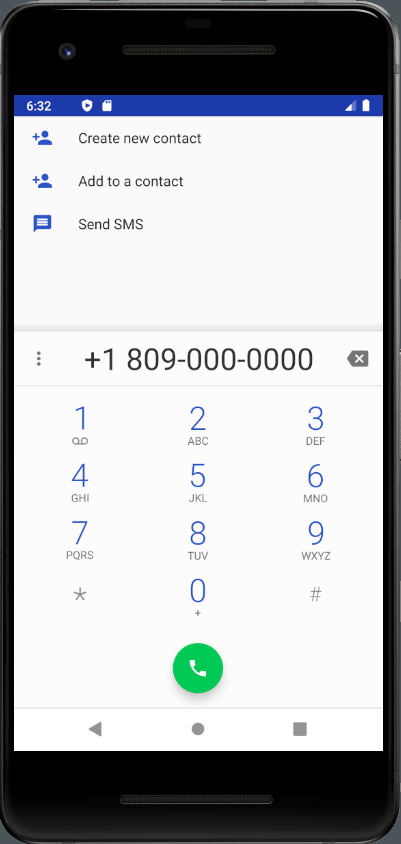 6:32
Create new contact
Add to a contact
Send SMS
+1 809-000-0000
1 2 3
ABC DEF
4 5 6
GHI JKL MNO
7 8 9
PQRS TUV WXYZ
* 0 #
+